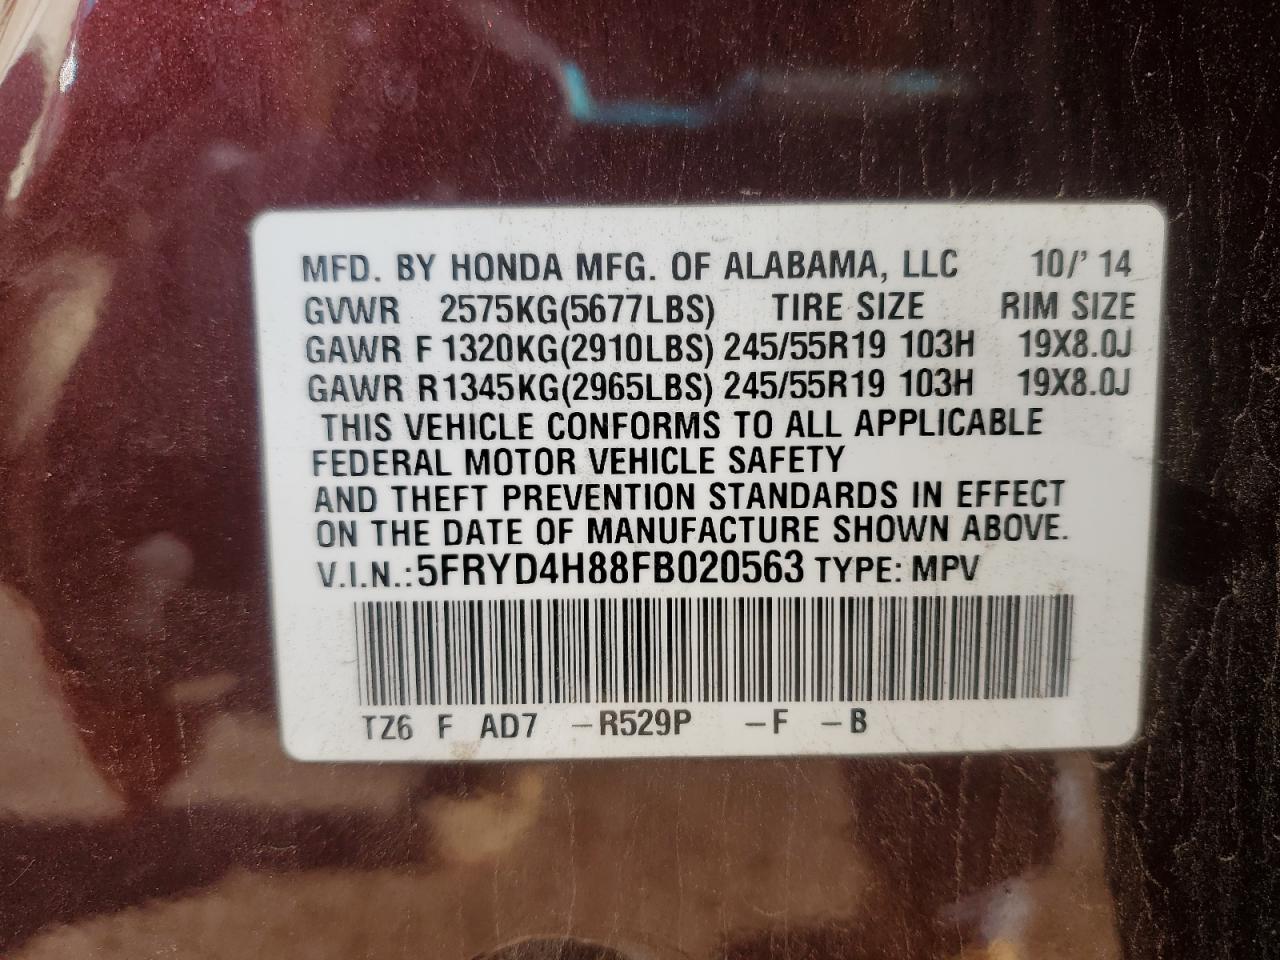 MFD. BY HONDA MFG. OF ALABAMA, LLC 10/' 14
GVWR 2575KG(5677LBS) TIRE SIZE RIM SIZE
GAWR F 1320KG(2910LBS) 245/55R19 103H 19X8.0J
GAWR R 1345KG(2965LBS) 245/55R19 103H 19X8.0J
THIS VEHICLE CONFORMS TO ALL APPLICABLE
FEDERAL MOTOR VEHICLE SAFETY
AND THEFT PREVENTION STANDARDS IN EFFECT
ON THE DATE OF MANUFACTURE SHOWN ABOVE.
V.I.N.: 5FRYD4H88FB020563 TYPE: MPV
TZ6 F AD7 -R529P -F -B